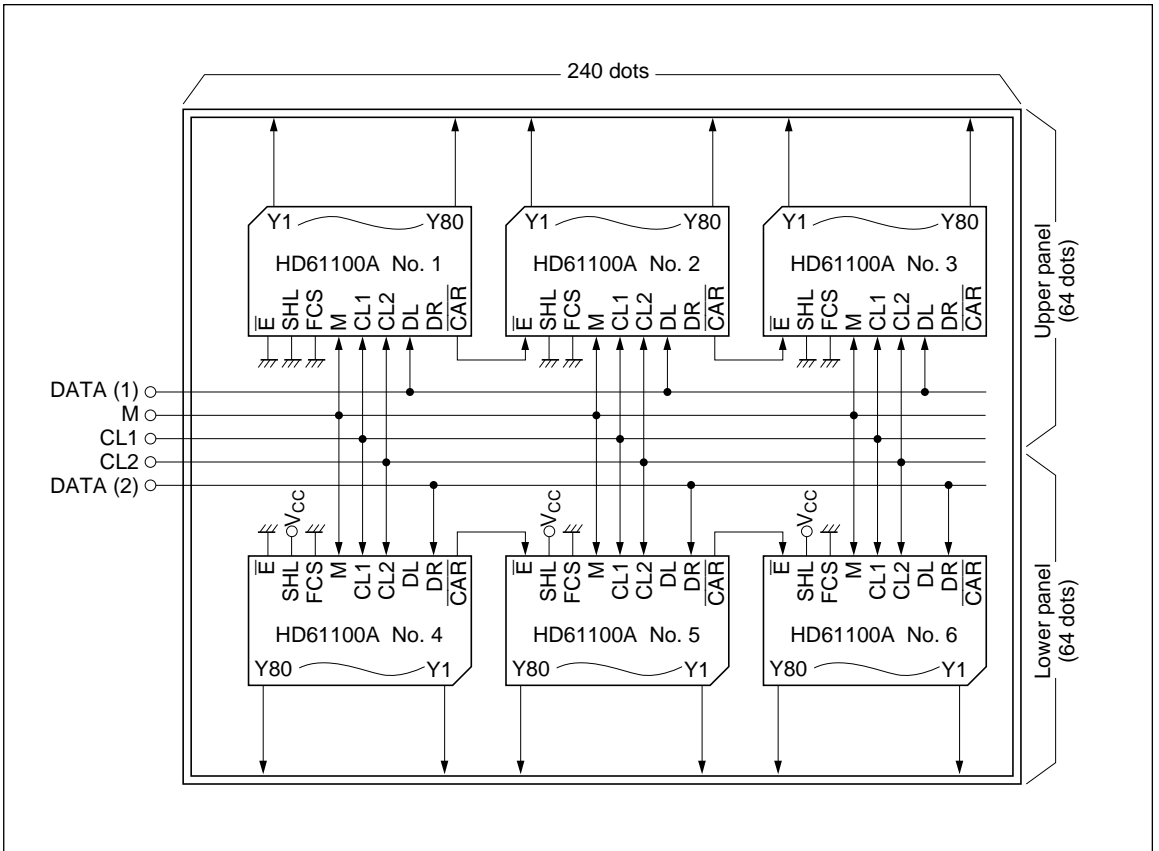 240 dots
Y1 Y80 Y1 Y80 Y1 Y80
HD61100A No. 1 HD61100A No. 2 HD61100A No. 3
E SHL FCS M CL1 CL2 DL DR CAR E SHL FCS M CL1 CL2 DL DR CAR E SHL FCS M CL1 CL2 DL DR CAR
Upper panel
(64 dots)
DATA (1)
M
CL1
CL2
DATA (2)
VCC VCC VCC
E SHL FCS M CL1 CL2 DL DR CAR E SHL FCS M CL1 CL2 DL DR CAR E SHL FCS M CL1 CL2 DL DR CAR
HD61100A No. 4 HD61100A No. 5 HD61100A No. 6
Y80 Y1 Y80 Y1 Y80 Y1
Lower panel
(64 dots)